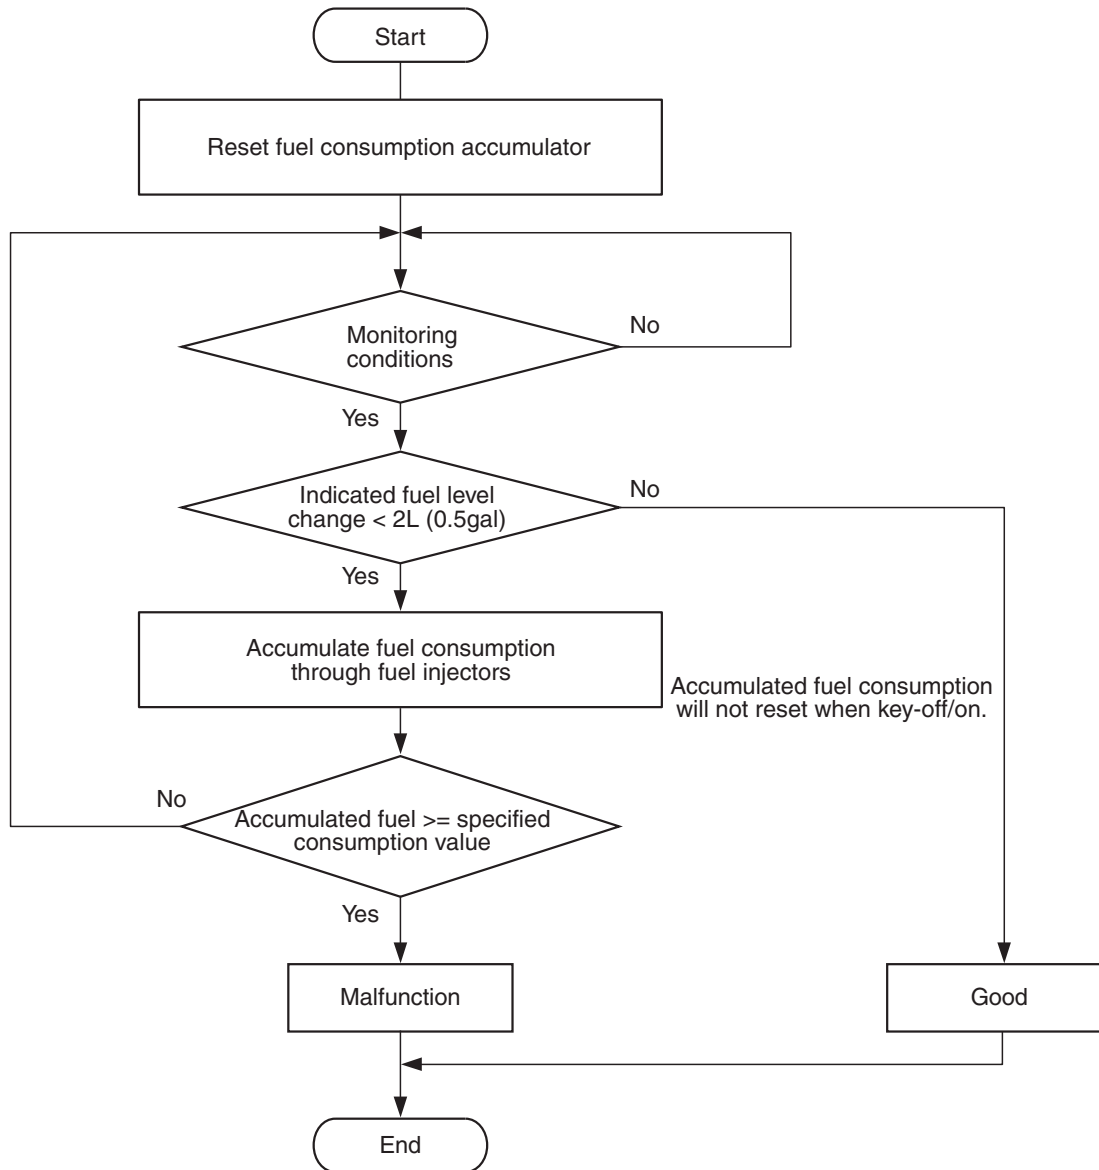 Start
Reset fuel consumption accumulator
Monitoring
conditions
No
Yes
Indicated fuel level
change < 2L (0.5gal)
No
Yes
Accumulate fuel consumption
through fuel injectors
Accumulated fuel consumption
will not reset when key-off/on.
No
Accumulated fuel >= specified
consumption value
Yes
Malfunction
Good
End